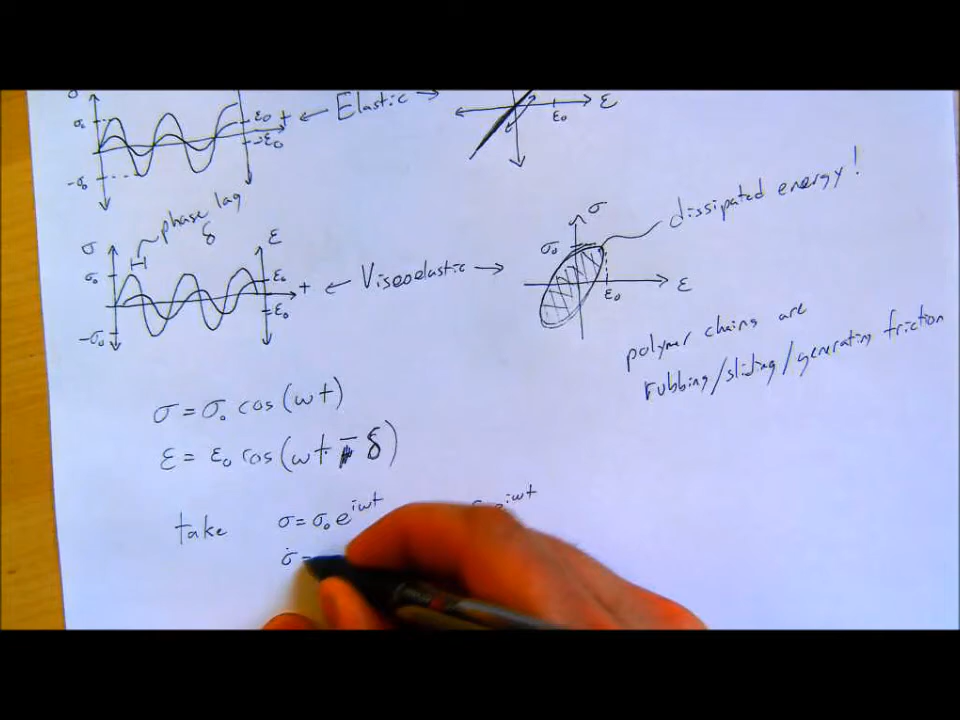 σ
σ₀
-σ₀
ε₀
-ε₀
t
← Elastic →
ε
ε₀
phase lag
δ
σ
σ₀
-σ₀
ε
ε₀
ε₀
t
← Viscoelastic →
σ
σ₀
ε₀
ε
dissipated energy!
polymer chains are
rubbing/sliding/generating friction
σ = σ₀ cos(ωt)
ε = ε₀ cos(ωt - δ)
take σ = σ₀ e^iωt e^iωt
σ̇ =